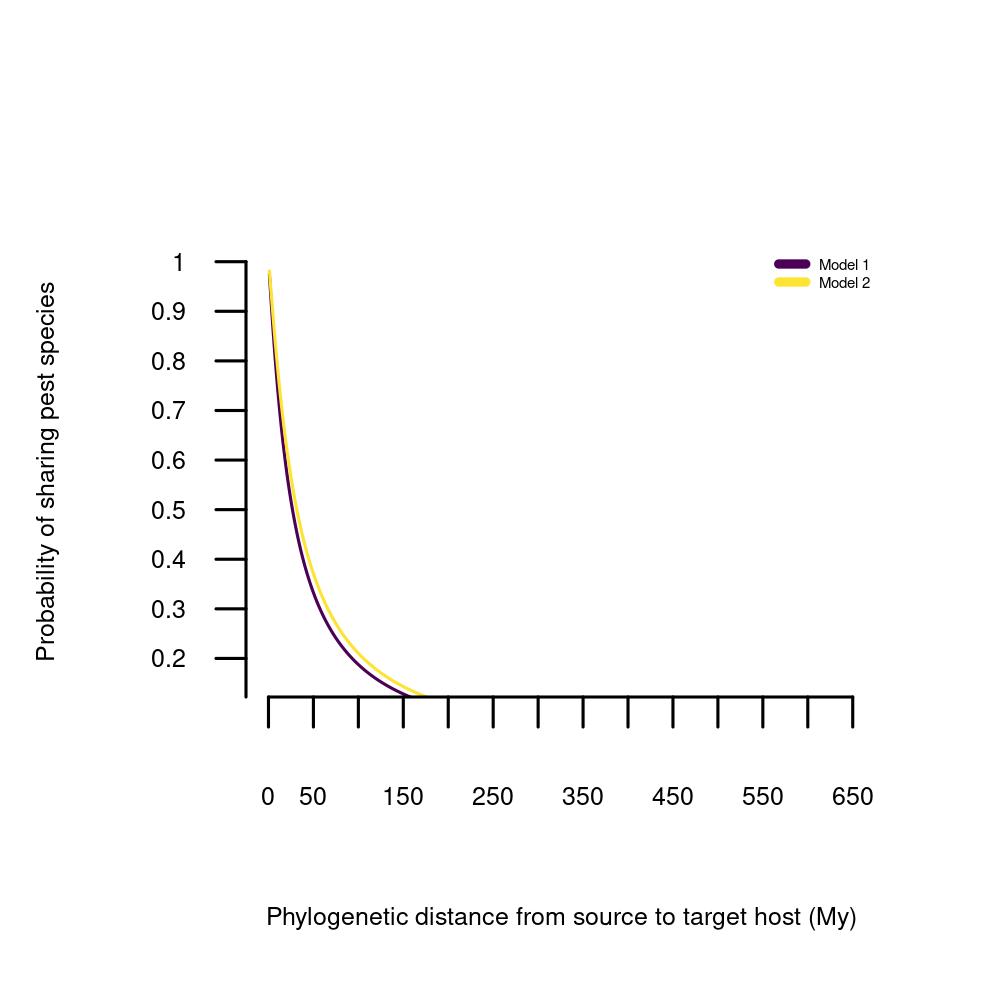 Probability of sharing pest species
1
0.9
0.8
0.7
0.6
0.5
0.4
0.3
0.2
Model 1
Model 2
0 50 150 250 350 450 550 650
Phylogenetic distance from source to target host (My)